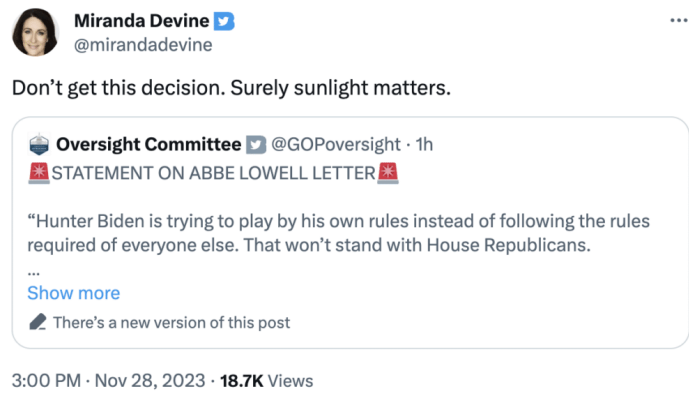 Miranda Devine
@mirandadevine
Don’t get this decision. Surely sunlight matters.
Oversight Committee @GOPoversight · 1h
🚨STATEMENT ON ABBE LOWELL LETTER🚨
“Hunter Biden is trying to play by his own rules instead of following the rules
required of everyone else. That won’t stand with House Republicans.
...
Show more
There’s a new version of this post
3:00 PM · Nov 28, 2023 · 18.7K Views